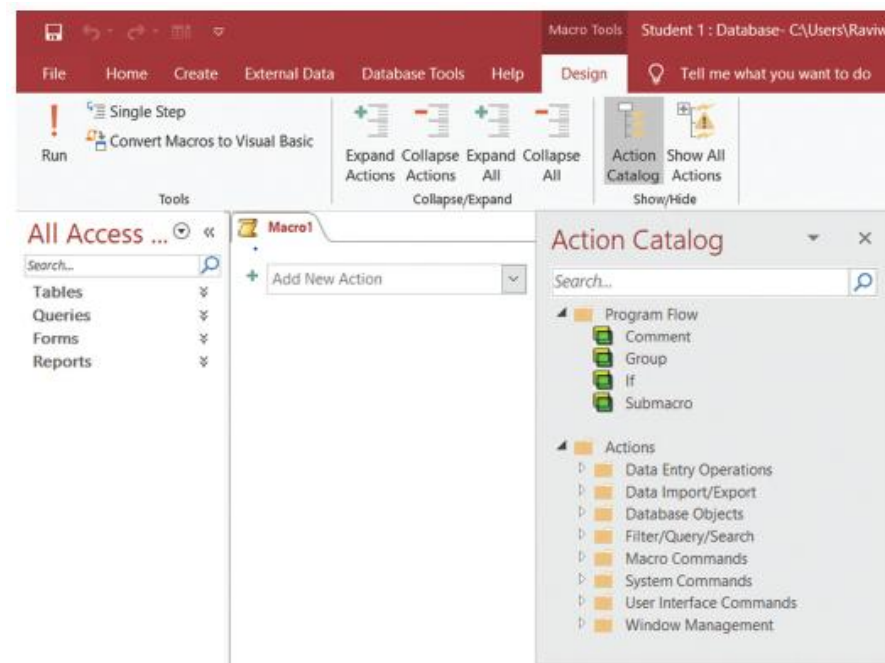 Macro Tools Student 1 : Database- C:\Users\Raviw
File Home Create External Data Database Tools Help Design Tell me what you want to do
Run
Single Step
Convert Macros to Visual Basic
Tools
Expand Actions
Collapse Actions
Expand All
Collapse All
Collapse/Expand
Action Catalog
Show All Actions
Show/Hide
All Access ...
Search...
Tables
Queries
Forms
Reports
Macro1
Add New Action
Action Catalog
Search...
Program Flow
Comment
Group
If
Submacro
Actions
Data Entry Operations
Data Import/Export
Database Objects
Filter/Query/Search
Macro Commands
System Commands
User Interface Commands
Window Management